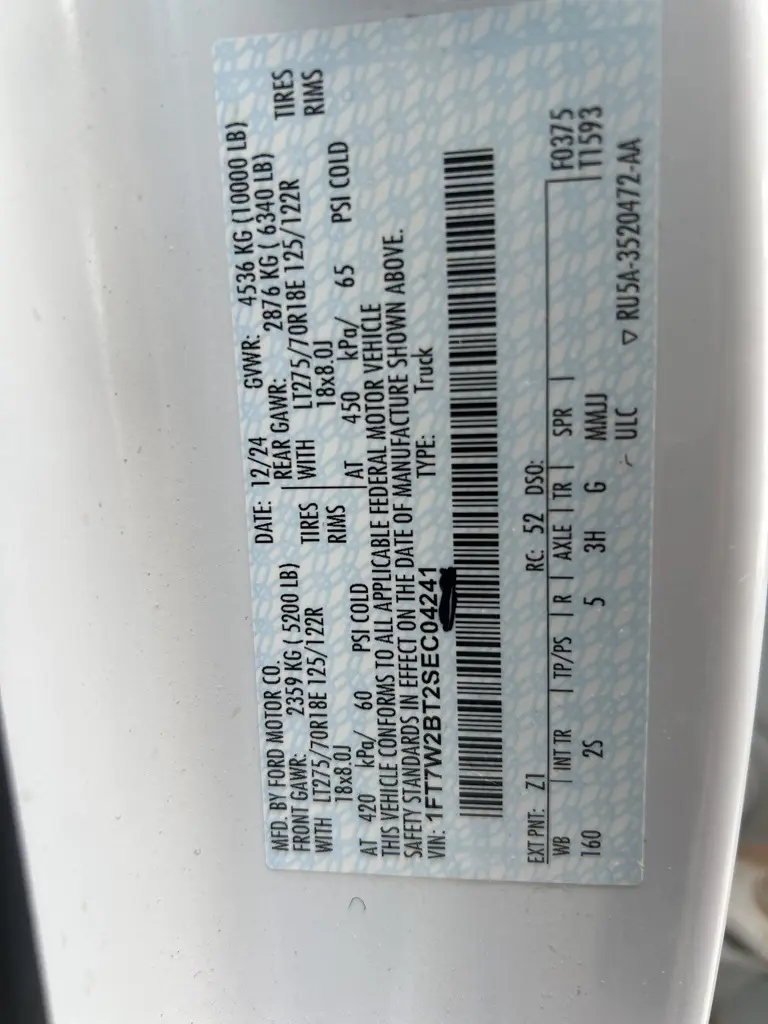 MFD. BY FORD MOTOR CO. DATE: 12/24 GVWR: 4536 KG (10000 LB)
FRONT GAWR: 2359 KG ( 5200 LB) REAR GAWR: 2876 KG ( 6340 LB)
WITH LT275/70R18E 125/122R TIRES WITH LT275/70R18E 125/122R TIRES
18x8.0J RIMS 18x8.0J RIMS
AT 420 kPa/ 60 PSI COLD AT 450 kPa/ 65 PSI COLD
THIS VEHICLE CONFORMS TO ALL APPLICABLE FEDERAL MOTOR VEHICLE
SAFETY STANDARDS IN EFFECT ON THE DATE OF MANUFACTURE SHOWN ABOVE.
VIN: 1FT7W2BT2SEC04241 TYPE: Truck
EXT PNT: Z1 RC: 52 DSO:
WB INT TR TP/PS R AXLE TR SPR F0375
160 2S 5 3H G MMJJ T1593
ULC ▽ RU5A-3520472-AA